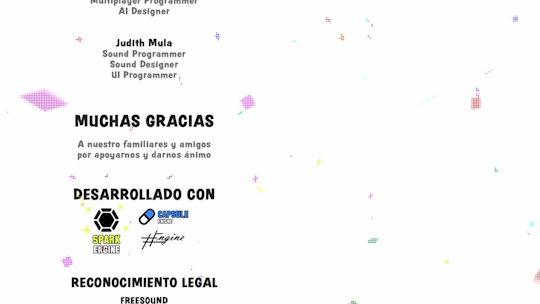 Multiplayer Programmer
AI Designer
Judith Mula
Sound Programmer
Sound Designer
UI Programmer
MUCHAS GRACIAS
A nuestro familiares y amigos
por apoyarnos y darnos ánimo
DESARROLLADO CON
SPARK
ENGINE
CAPSULE
ENGINE
#Engine
RECONOCIMIENTO LEGAL
FREESOUND